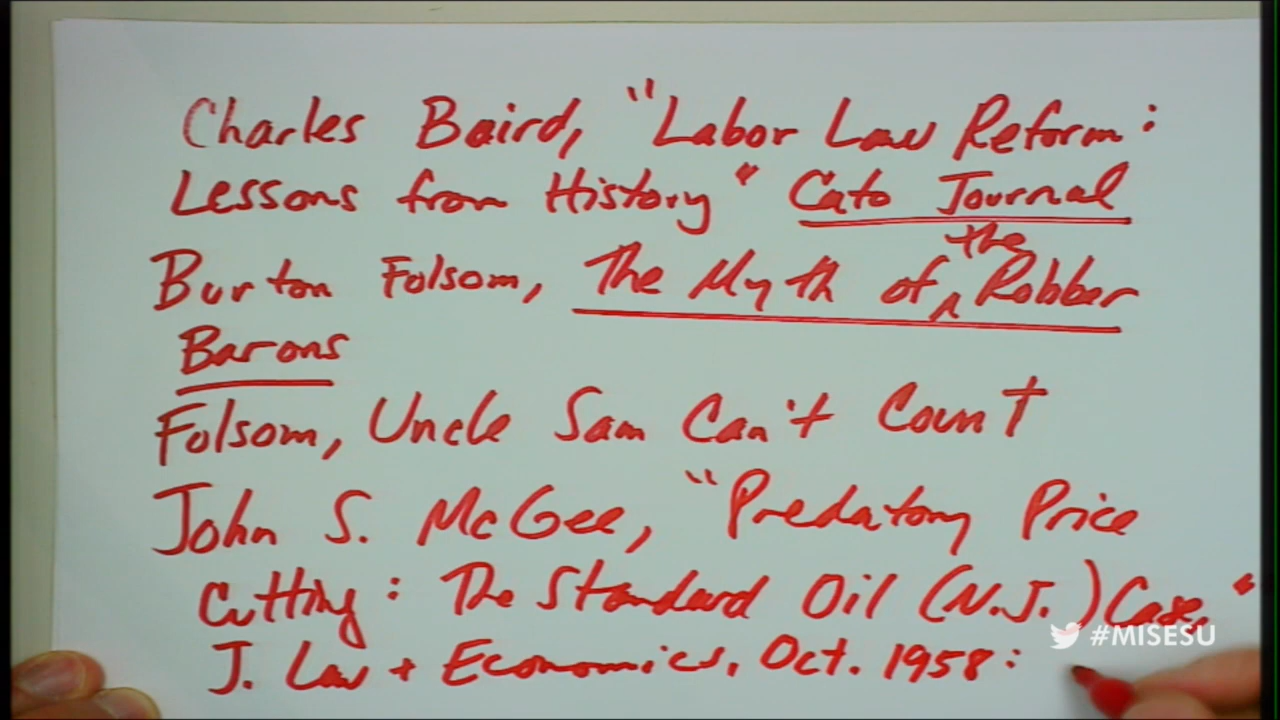 Charles Baird, "Labor Law Reform:
Lessons from History" Cato Journal
Burton Folsom, The Myth of the Robber
Barons
Folsom, Uncle Sam Can't Count
John S. McGee, "Predatory Price
Cutting: The Standard Oil (N.J.) Case,"
#MISESU
J. Law + Economics, Oct. 1958: